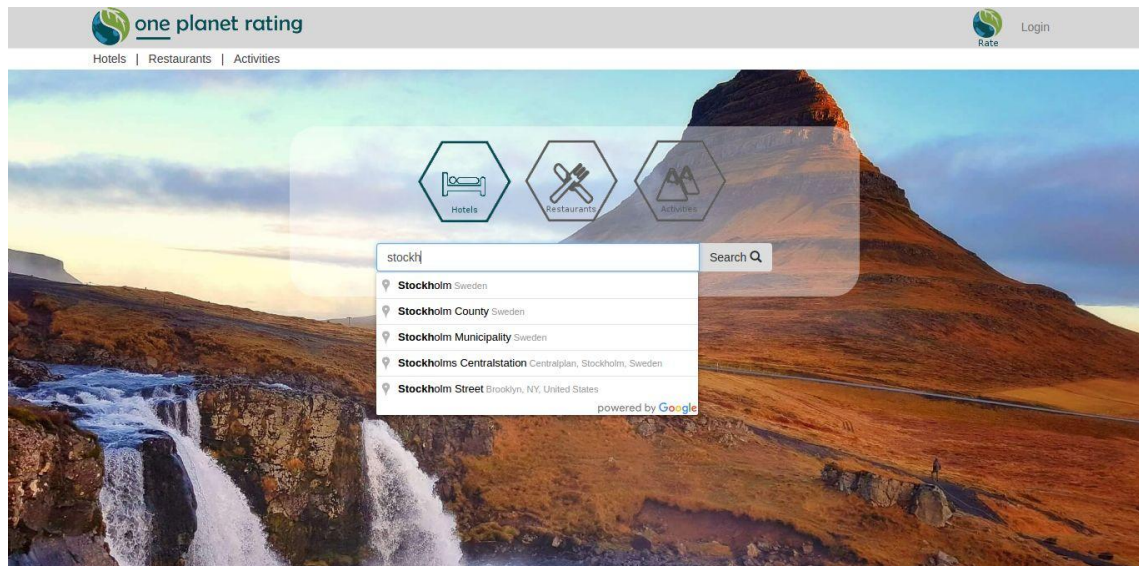 one planet rating
Rate
Login
Hotels | Restaurants | Activities
Hotels
Restaurants
Activities
stockh
Search
Stockholm Sweden
Stockholm County Sweden
Stockholm Municipality Sweden
Stockholms Centralstation Centralplan, Stockholm, Sweden
Stockholm Street Brooklyn, NY, United States
powered by Google